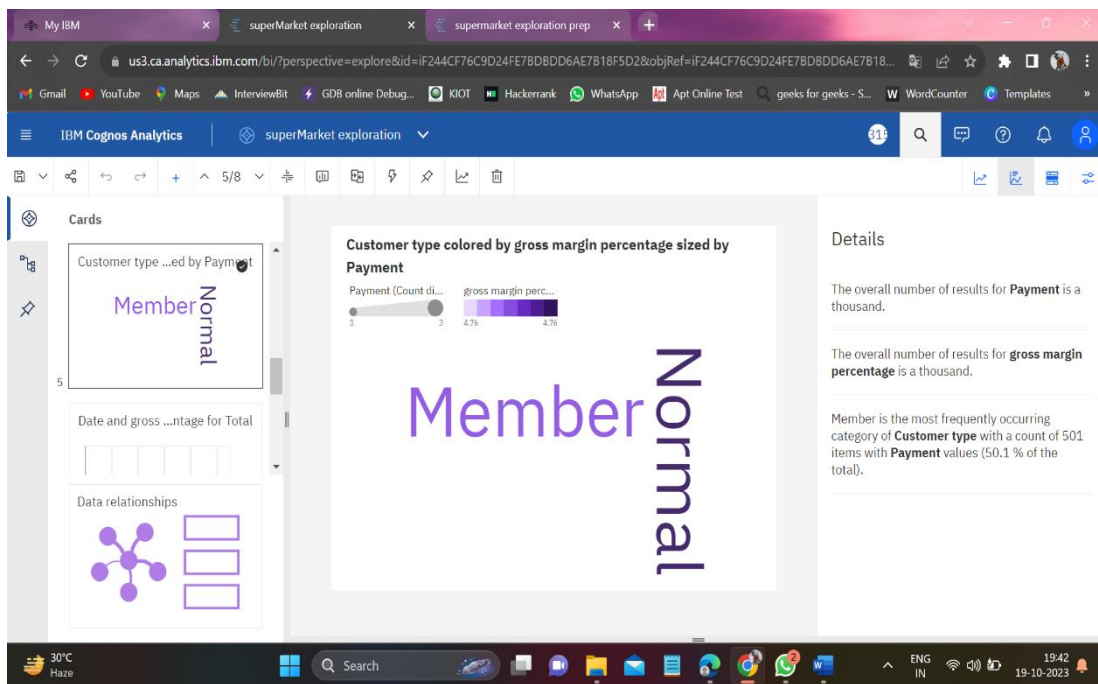 My IBM
superMarket exploration
supermarket exploration prep
us3.ca.analytics.ibm.com/bi/?perspective=explore&id=iF244CF76C9D24FE7BDBDD6AE7B18F5D2&objRef=iF244CF76C9D24FE7BDBDD6AE7B18...
Gmail YouTube Maps InterviewBit GDB online Debug... KIOT Hackerrank WhatsApp Apt Online Test geeks for geeks - S... WordCounter Templates »
IBM Cognos Analytics superMarket exploration
5/8
Cards
Customer type ...ed by Payment
Member
Normal
5
Date and gross ...ntage for Total
Data relationships
Customer type colored by gross margin percentage sized by
Payment
Payment (Count di... gross margin perc...
3 3 4.76 4.76
Member
Normal
Details
The overall number of results for Payment is a
thousand.
The overall number of results for gross margin
percentage is a thousand.
Member is the most frequently occurring
category of Customer type with a count of 501
items with Payment values (50.1 % of the
total).
30°C
Haze
Search
2
ENG
IN
19:42
19-10-2023